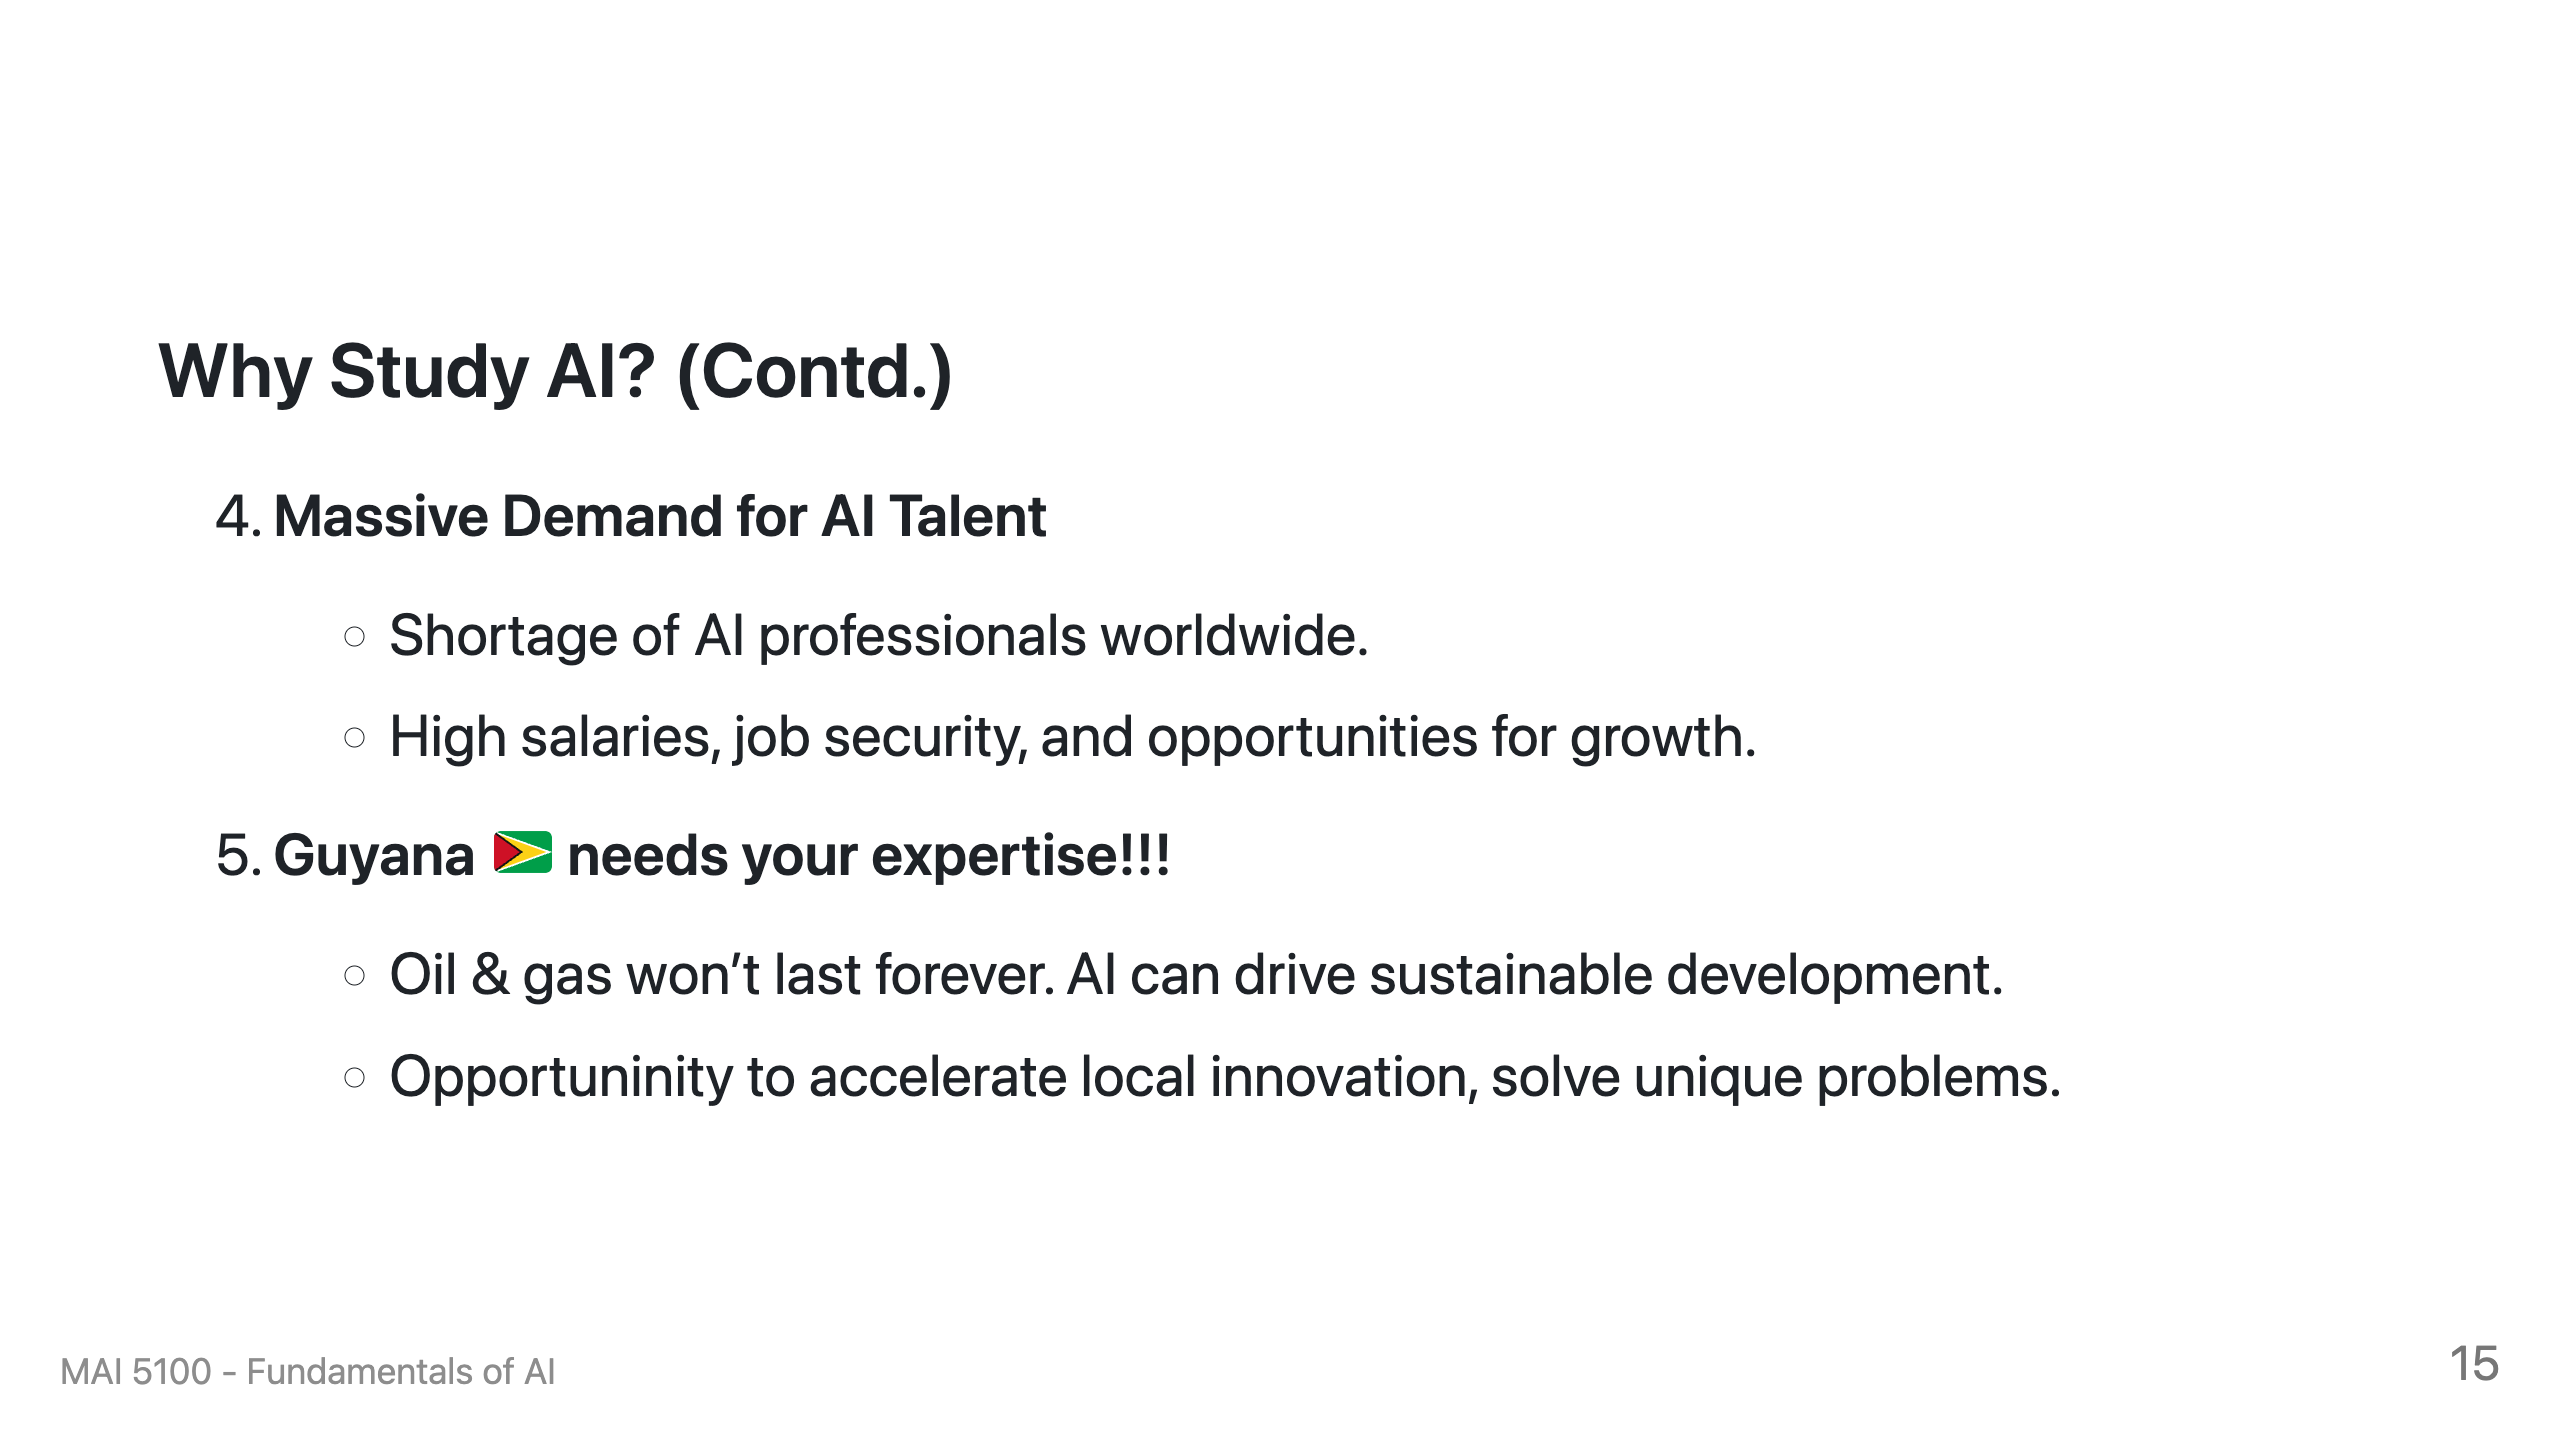 Why Study AI? (Contd.)
4. Massive Demand for AI Talent
○ Shortage of AI professionals worldwide.
○ High salaries, job security, and opportunities for growth.
5. Guyana 🇬🇾 needs your expertise!!!
○ Oil & gas won’t last forever. AI can drive sustainable development.
○ Opportuninity to accelerate local innovation, solve unique problems.
MAI 5100 - Fundamentals of AI
15